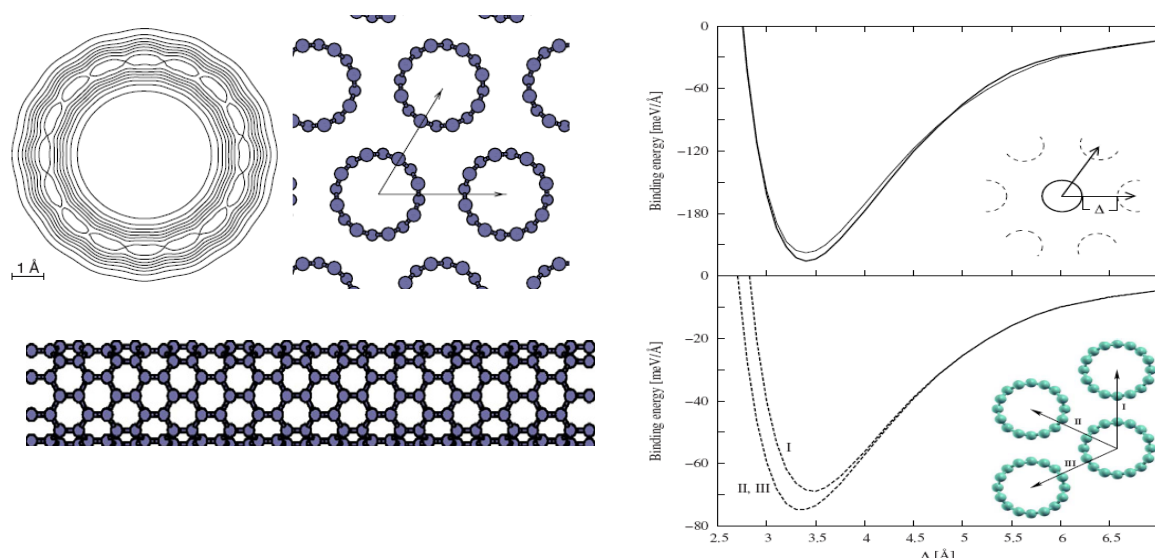 1 Å
Binding energy [meV/Å]
0
−60
−120
−180
Δ
Binding energy [meV/Å]
0
−20
−40
−60
−80
I
II, III
I
II
III
2.5 3 3.5 4 4.5 5 5.5 6 6.5
Δ [Å]